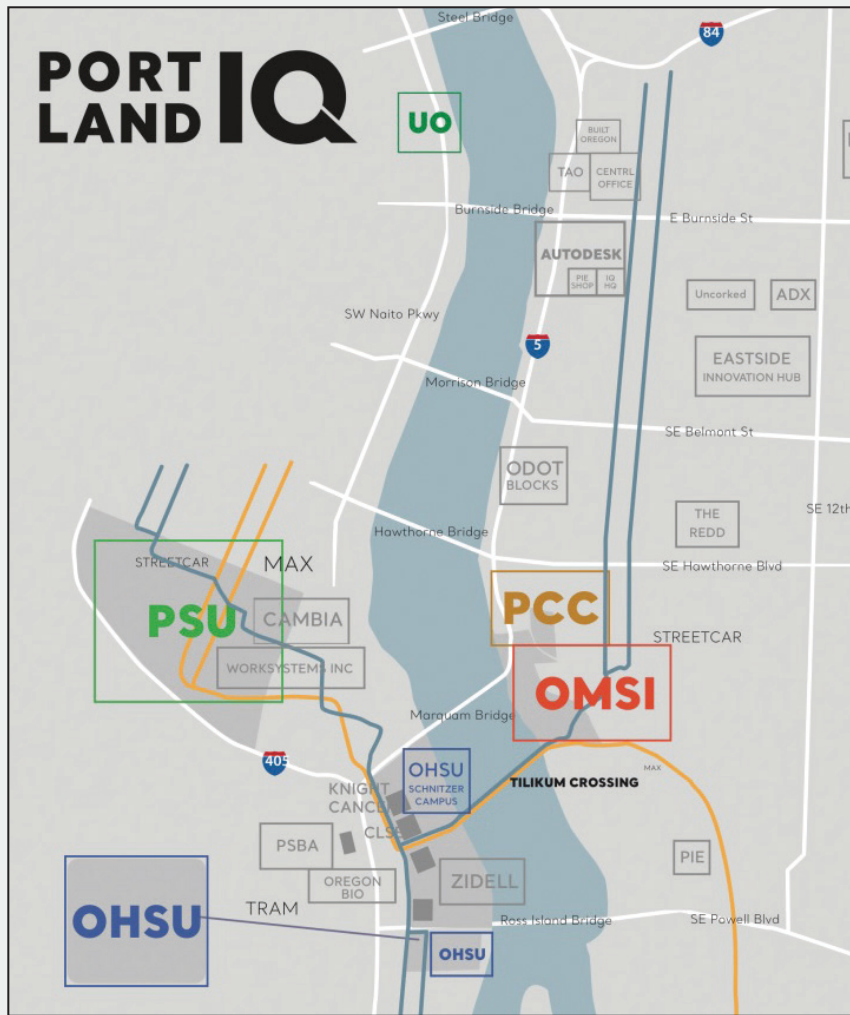 Steel Bridge
84
PORT
LAND IQ
UO
BUILT
OREGON
TAO
CENTRL
OFFICE
Burnside Bridge
E Burnside St
AUTODESK
PIE
SHOP
IQ
HQ
Uncorked
ADX
SW Naito Pkwy
5
EASTSIDE
INNOVATION HUB
Morrison Bridge
SE Belmont St
ODOT
BLOCKS
THE
REDD
SE 12th
Hawthorne Bridge
STREETCAR
MAX
SE Hawthorne Blvd
PSU
CAMBIA
PCC
STREETCAR
WORKSYSTEMS INC
OMSI
Marquam Bridge
405
OHSU
SCHNITZER
CAMPUS
MAX
TILIKUM CROSSING
KNIGHT
CANCE
CLSB
PSBA
PIE
OREGON
BIO
ZIDELL
TRAM
OHSU
Ross Island Bridge
SE Powell Blvd
OHSU